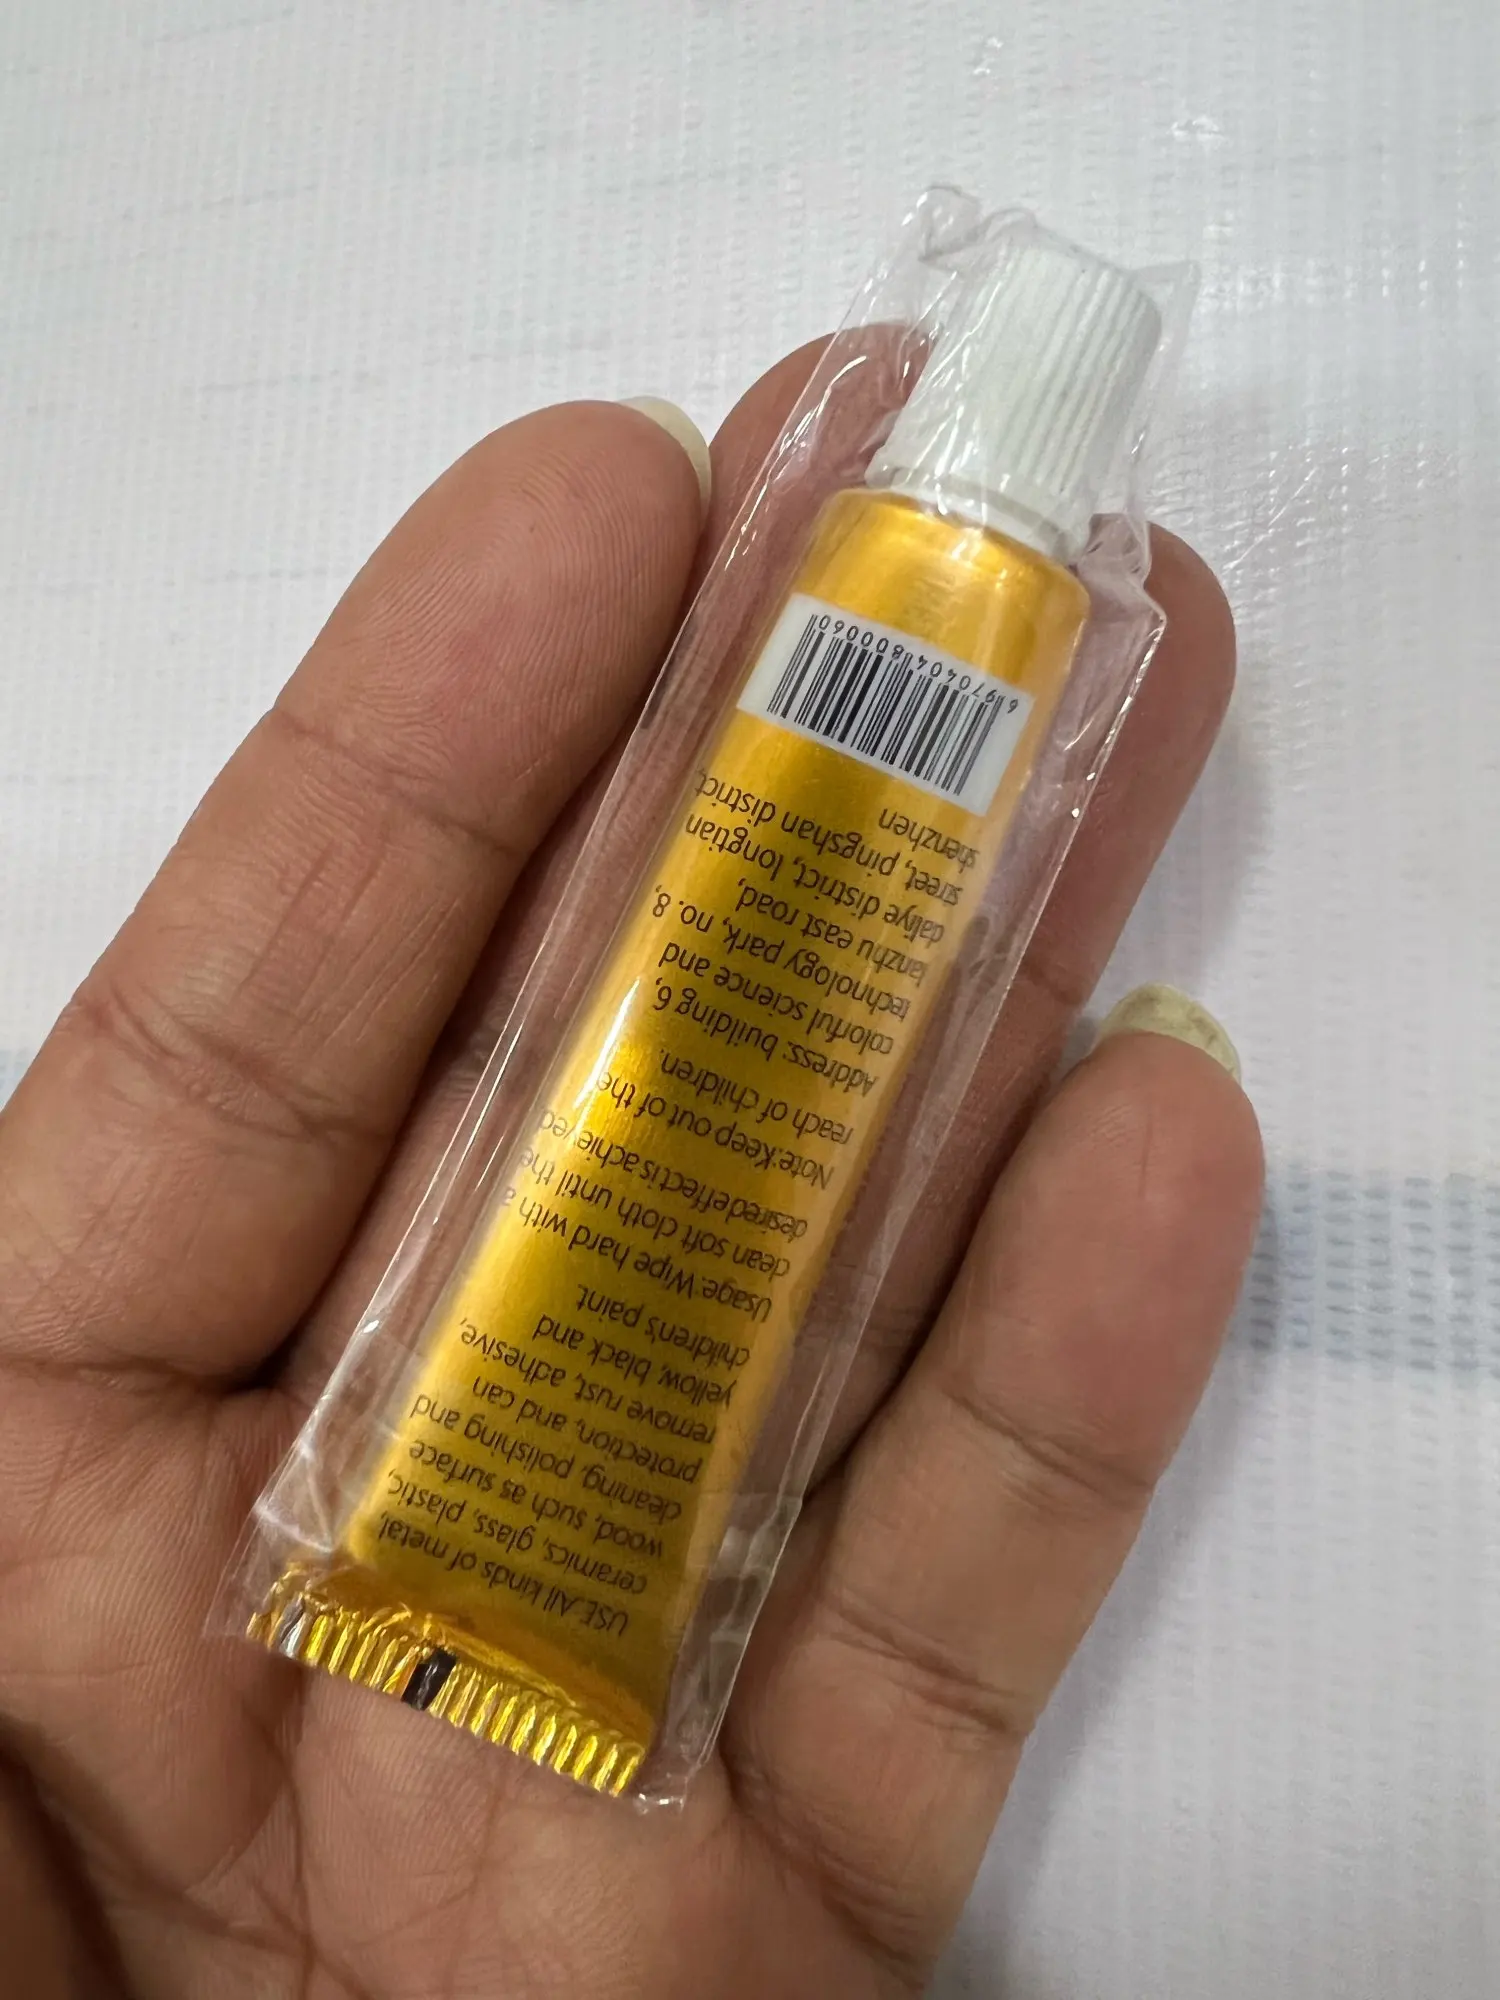 USE.All kinds of metal,
ceramics, glass, plastic,
wood, such as surface
cleaning, polishing and
protection, and can
remove rust, adhesive,
yellow, black and
children's paint.
Usage:Wipe hard with a
clean soft cloth until the
desired effect is achieved
Note:Keep out of the
reach of children.
Address: building 6,
colorful science and
technology park, no. 8,
lanzhu east road,
daliye district, longtian
street, pingshan district,
shenzhen
6970404800060